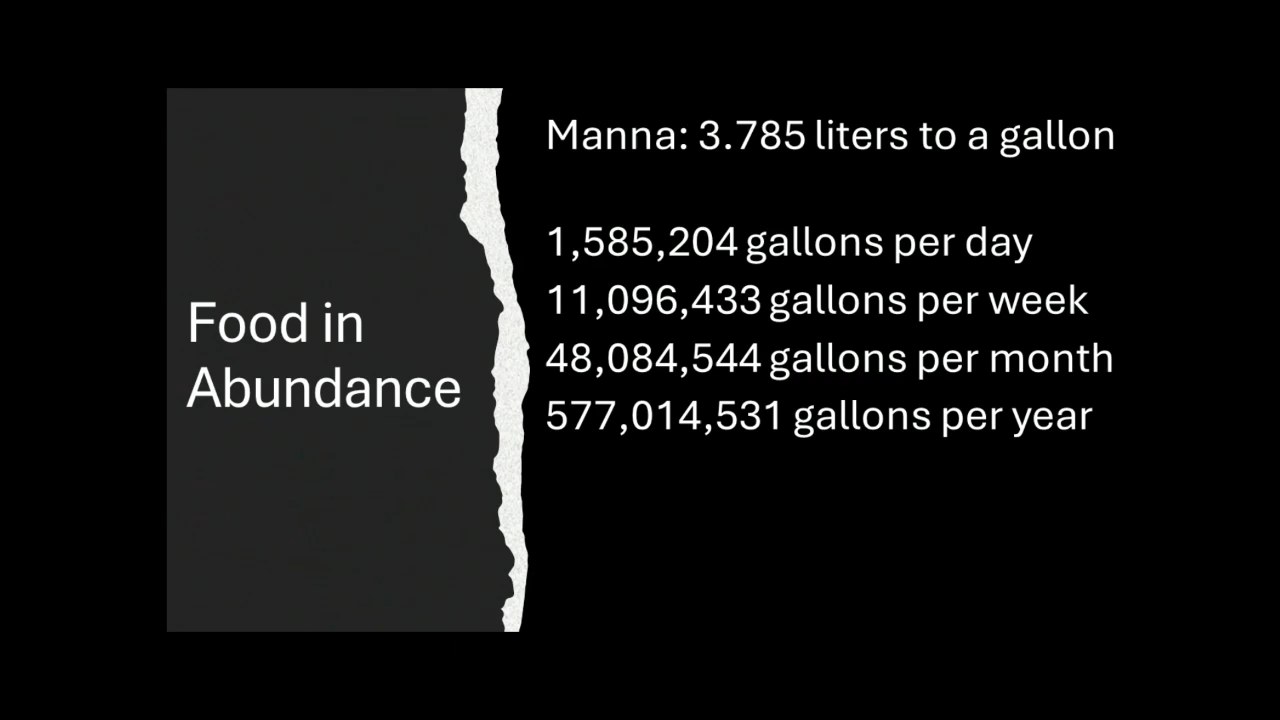 Food in
Abundance
Manna: 3.785 liters to a gallon
1,585,204 gallons per day
11,096,433 gallons per week
48,084,544 gallons per month
577,014,531 gallons per year